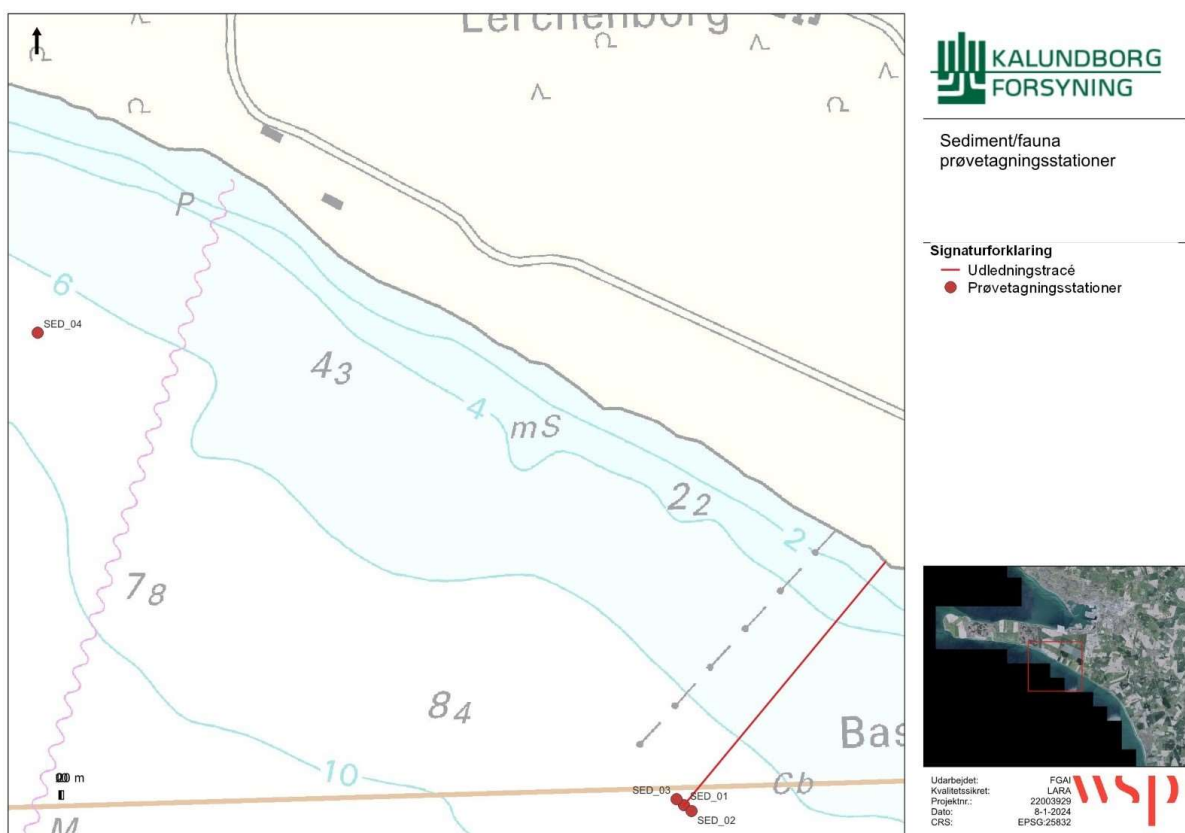 Lerchenborg
P
6
SED_04
4₃
4
mS
2₂
2
7₈
8₄
Bas
10
Cb
m
SED_03
SED_01
SED_02
M
KALUNDBORG
FORSYNING
Sediment/fauna
prøvetagningsstationer
Signaturforklaring
Udledningstracé
Prøvetagningsstationer
Udarbejdet: FGAI
Kvalitetssikret: LARA
Projektnr.: 22003929
Dato: 8-1-2024
CRS: EPSG:25832
wsp